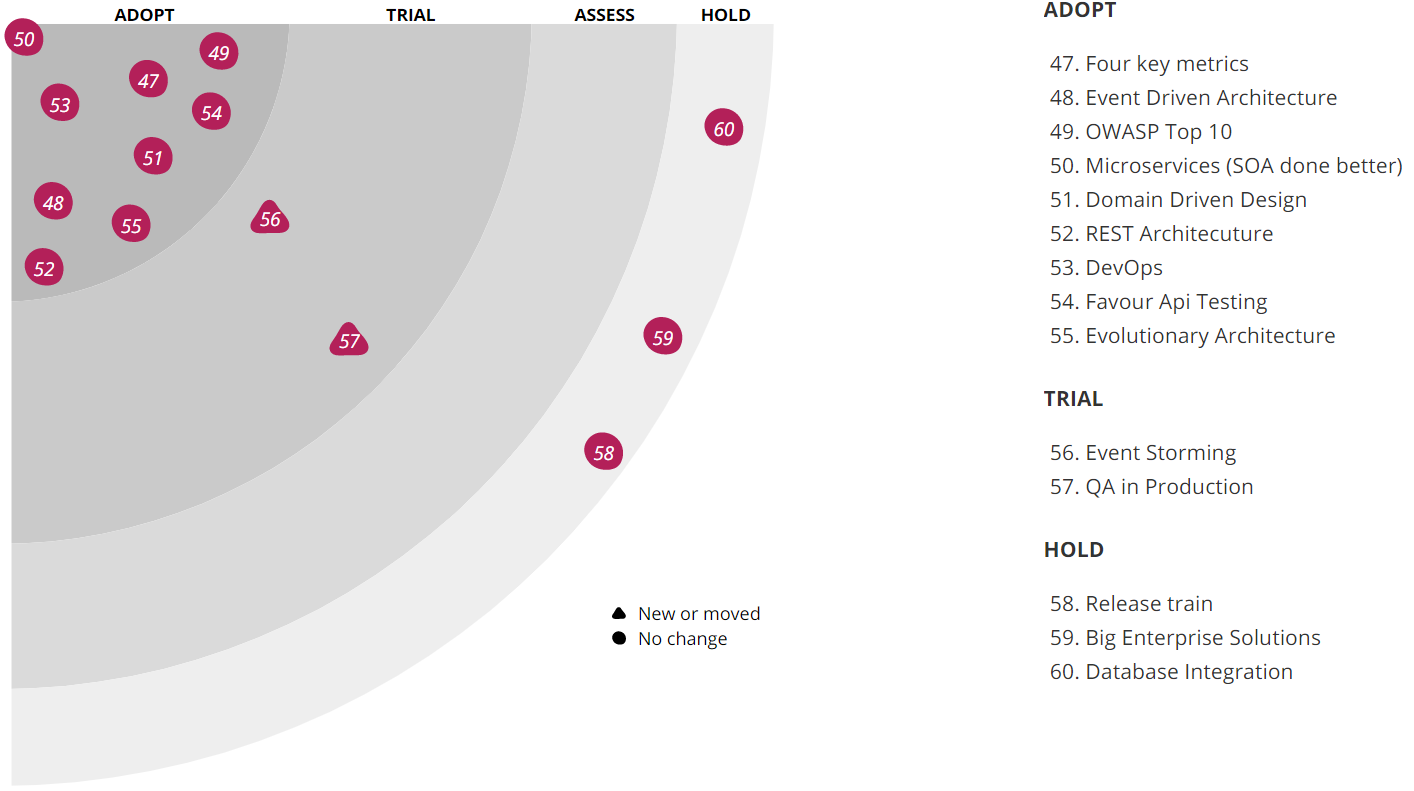 ADOPT TRIAL ASSESS HOLD
50
49
47
53
54
51
48
55
56
52
60
57
59
58
New or moved
No change
ADOPT
47. Four key metrics
48. Event Driven Architecture
49. OWASP Top 10
50. Microservices (SOA done better)
51. Domain Driven Design
52. REST Architecuture
53. DevOps
54. Favour Api Testing
55. Evolutionary Architecture
TRIAL
56. Event Storming
57. QA in Production
HOLD
58. Release train
59. Big Enterprise Solutions
60. Database Integration